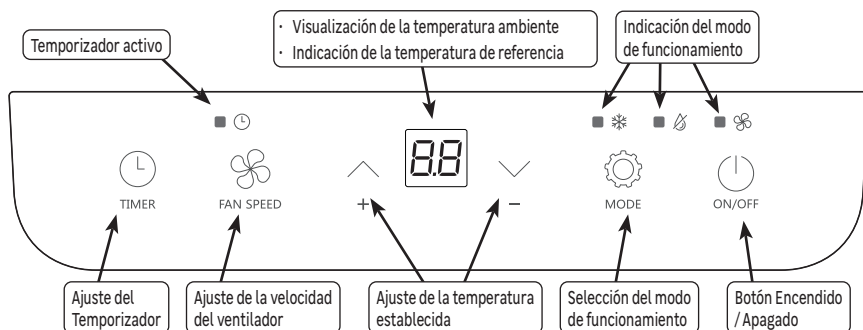 · Visualización de la temperatura ambiente
· Indicación de la temperatura de referencia
Temporizador activo
Indicación del modo
de funcionamiento
8.8
TIMER
FAN SPEED
+
−
MODE
ON/OFF
Ajuste del
Temporizador
Ajuste de la velocidad
del ventilador
Ajuste de la temperatura
establecida
Selección del modo
de funcionamiento
Botón Encendido
/ Apagado